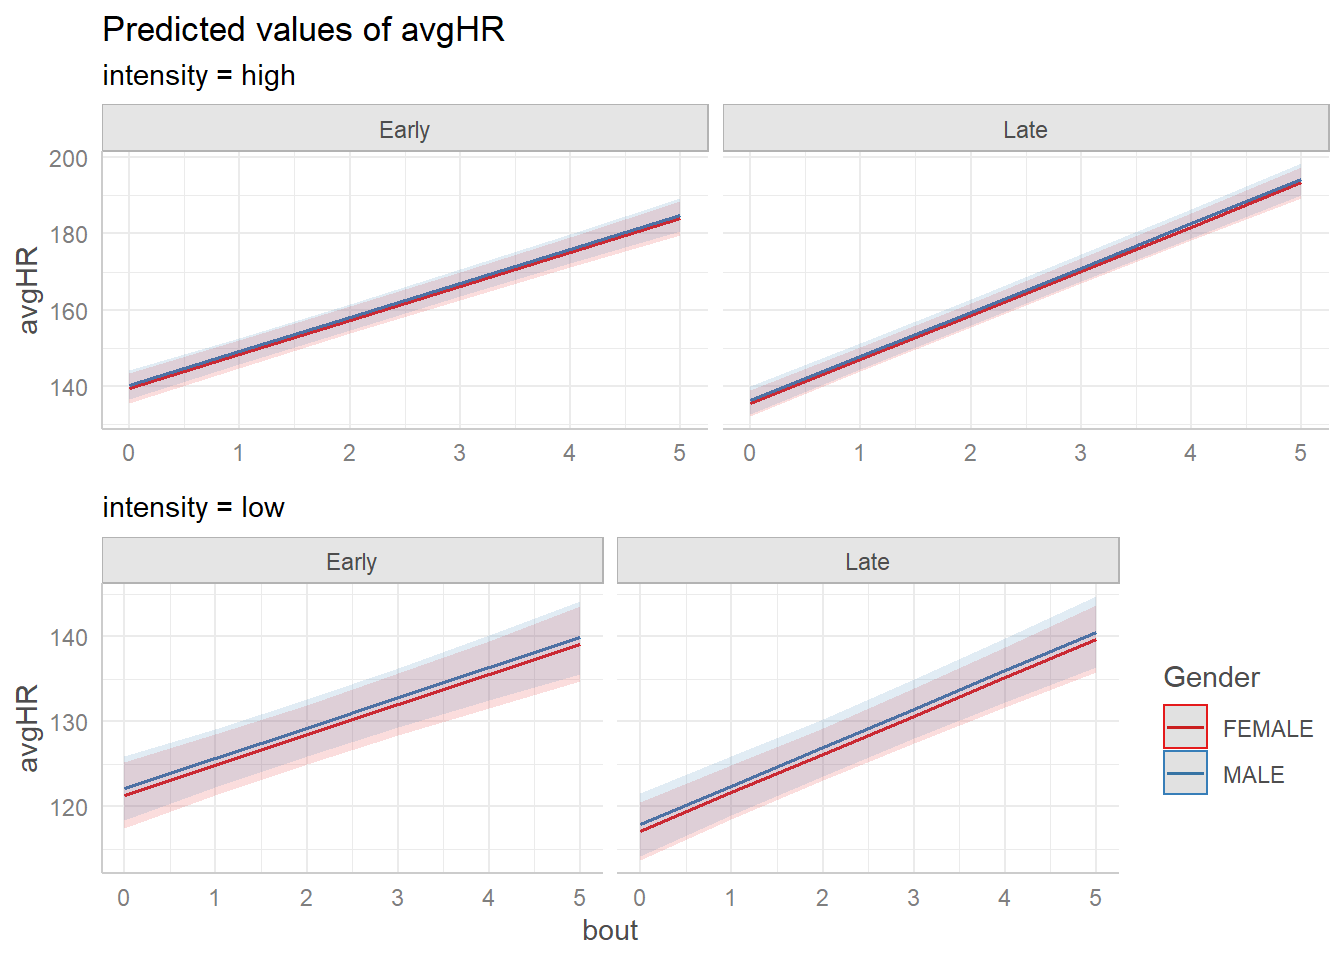 Predicted values of avgHR
intensity = high
Early Late
200
180
160
140
avgHR
0 1 2 3 4 5 0 1 2 3 4 5
intensity = low
Early Late
140
130
120
avgHR
0 1 2 3 4 5 0 1 2 3 4 5
bout
Gender
FEMALE
MALE